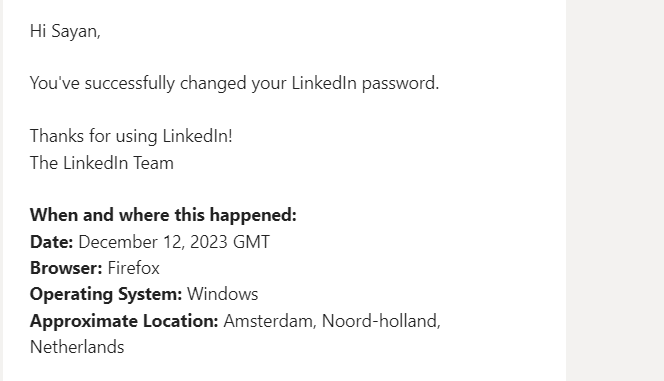 Hi Sayan,
You've successfully changed your LinkedIn password.
Thanks for using LinkedIn!
The LinkedIn Team
When and where this happened:
Date: December 12, 2023 GMT
Browser: Firefox
Operating System: Windows
Approximate Location: Amsterdam, Noord-holland,
Netherlands